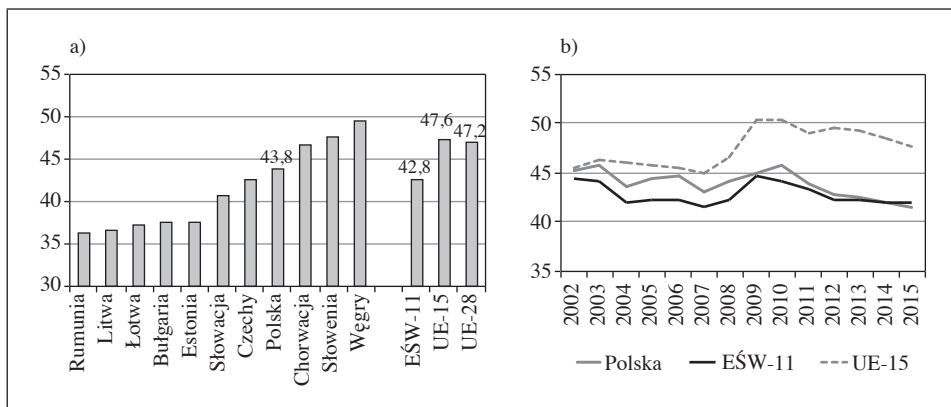 a)
55
50
45
40
35
30
43,8
42,8
47,6
47,2
Rumunia
Litwa
Łotwa
Bułgaria
Estonia
Słowacja
Czechy
Polska
Chorwacja
Słowenia
Węgry
EŚW-11
UE-15
UE-28
b)
55
50
45
40
35
2002
2003
2004
2005
2006
2007
2008
2009
2010
2011
2012
2013
2014
2015
Polska EŚW-11 UE-15